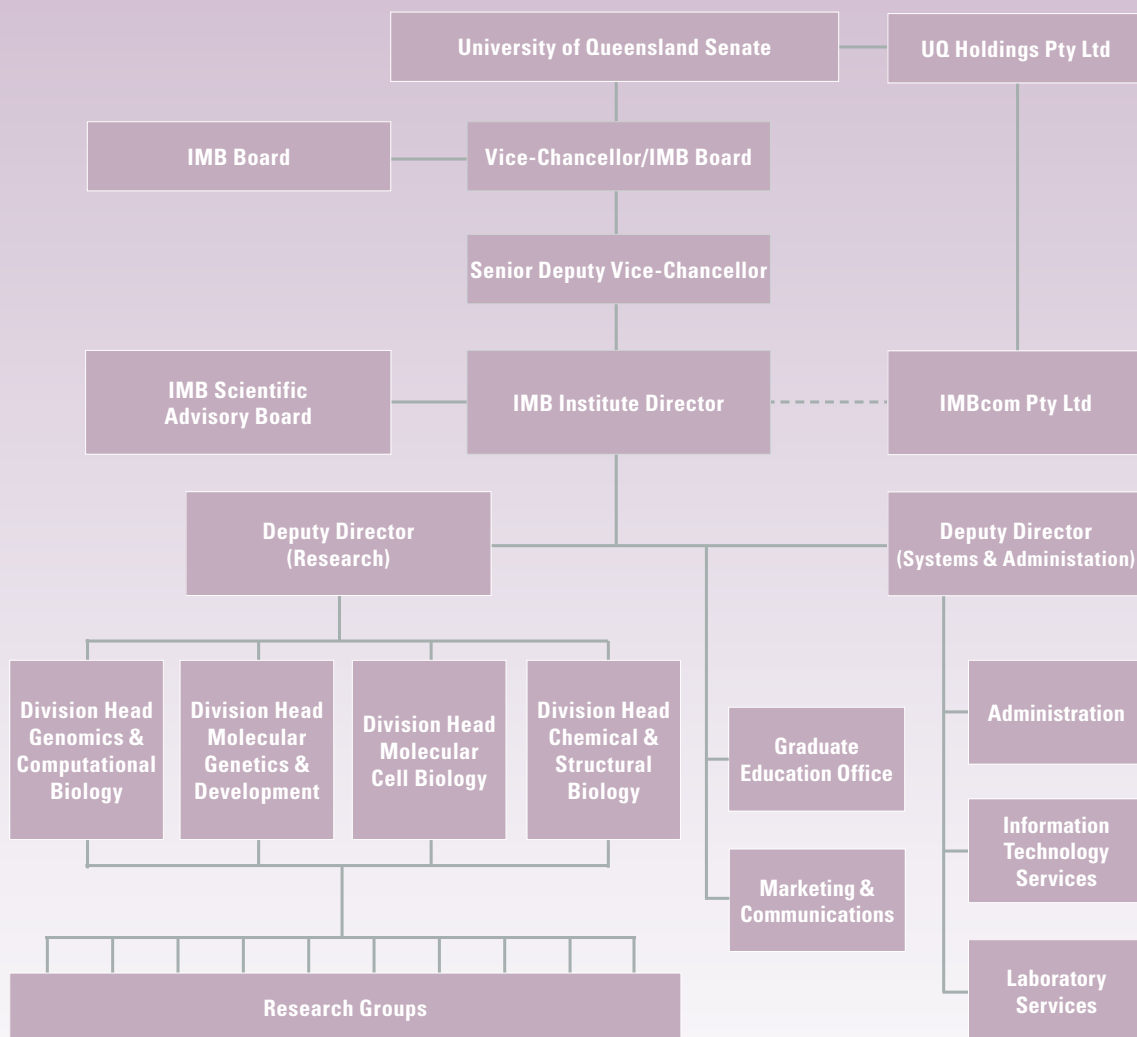 University of Queensland Senate
UQ Holdings Pty Ltd
IMB Board
Vice-Chancellor/IMB Board
Senior Deputy Vice-Chancellor
IMB Scientific
Advisory Board
IMB Institute Director
IMBcom Pty Ltd
Deputy Director
(Research)
Deputy Director
(Systems & Administation)
Division Head
Genomics &
Computational
Biology
Division Head
Molecular
Genetics &
Development
Division Head
Molecular
Cell Biology
Division Head
Chemical &
Structural
Biology
Graduate
Education Office
Marketing &
Communications
Administration
Information
Technology
Services
Laboratory
Services
Research Groups